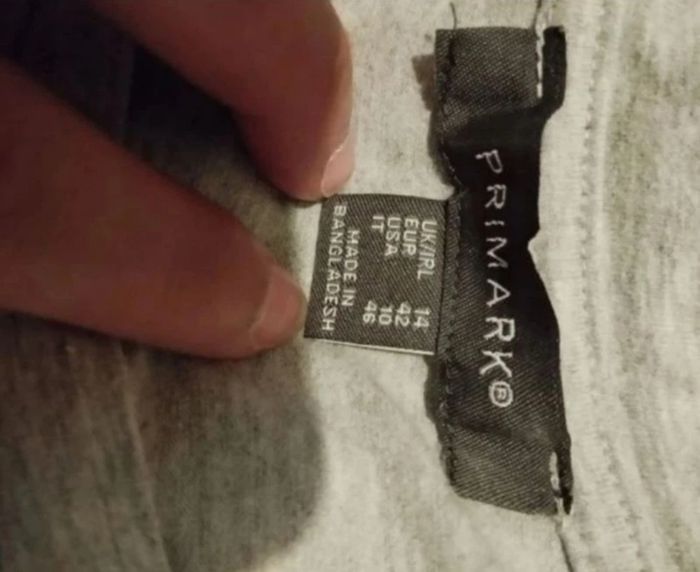 PRIMARK®
UK/IRL 14
EUR 42
USA 10
IT 46
MADE IN
BANGLADESH